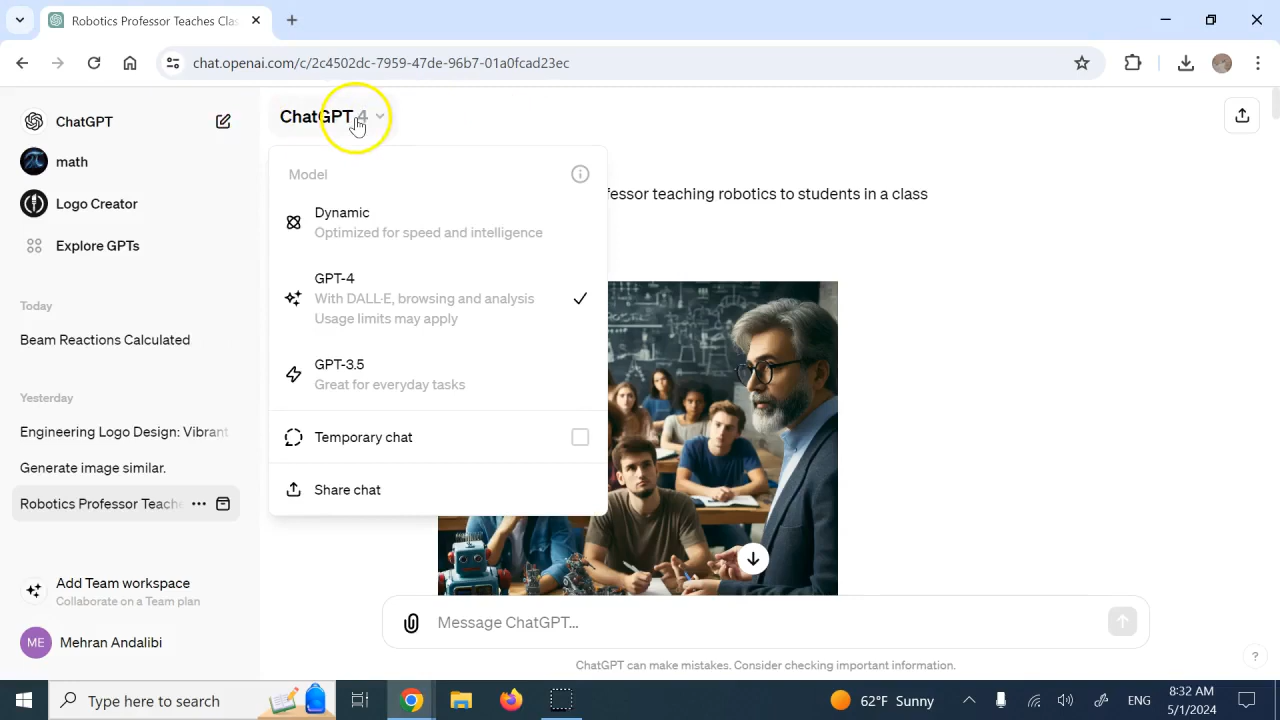 Robotics Professor Teaches Clas
chat.openai.com/c/2c4502dc-7959-47de-96b7-01a0fcad23ec
ChatGPT
math
Logo Creator
Explore GPTs
Today
Beam Reactions Calculated
Yesterday
Engineering Logo Design: Vibrant
Generate image similar.
Robotics Professor Teache
Add Team workspace
Collaborate on a Team plan
ME
Mehran Andalibi
ChatGPT 4
Model
Dynamic
Optimized for speed and intelligence
GPT-4
With DALL·E, browsing and analysis
Usage limits may apply
GPT-3.5
Great for everyday tasks
Temporary chat
Share chat
fessor teaching robotics to students in a class
Message ChatGPT...
ChatGPT can make mistakes. Consider checking important information.
?
Type here to search
62°F Sunny
ENG
8:32 AM
5/1/2024